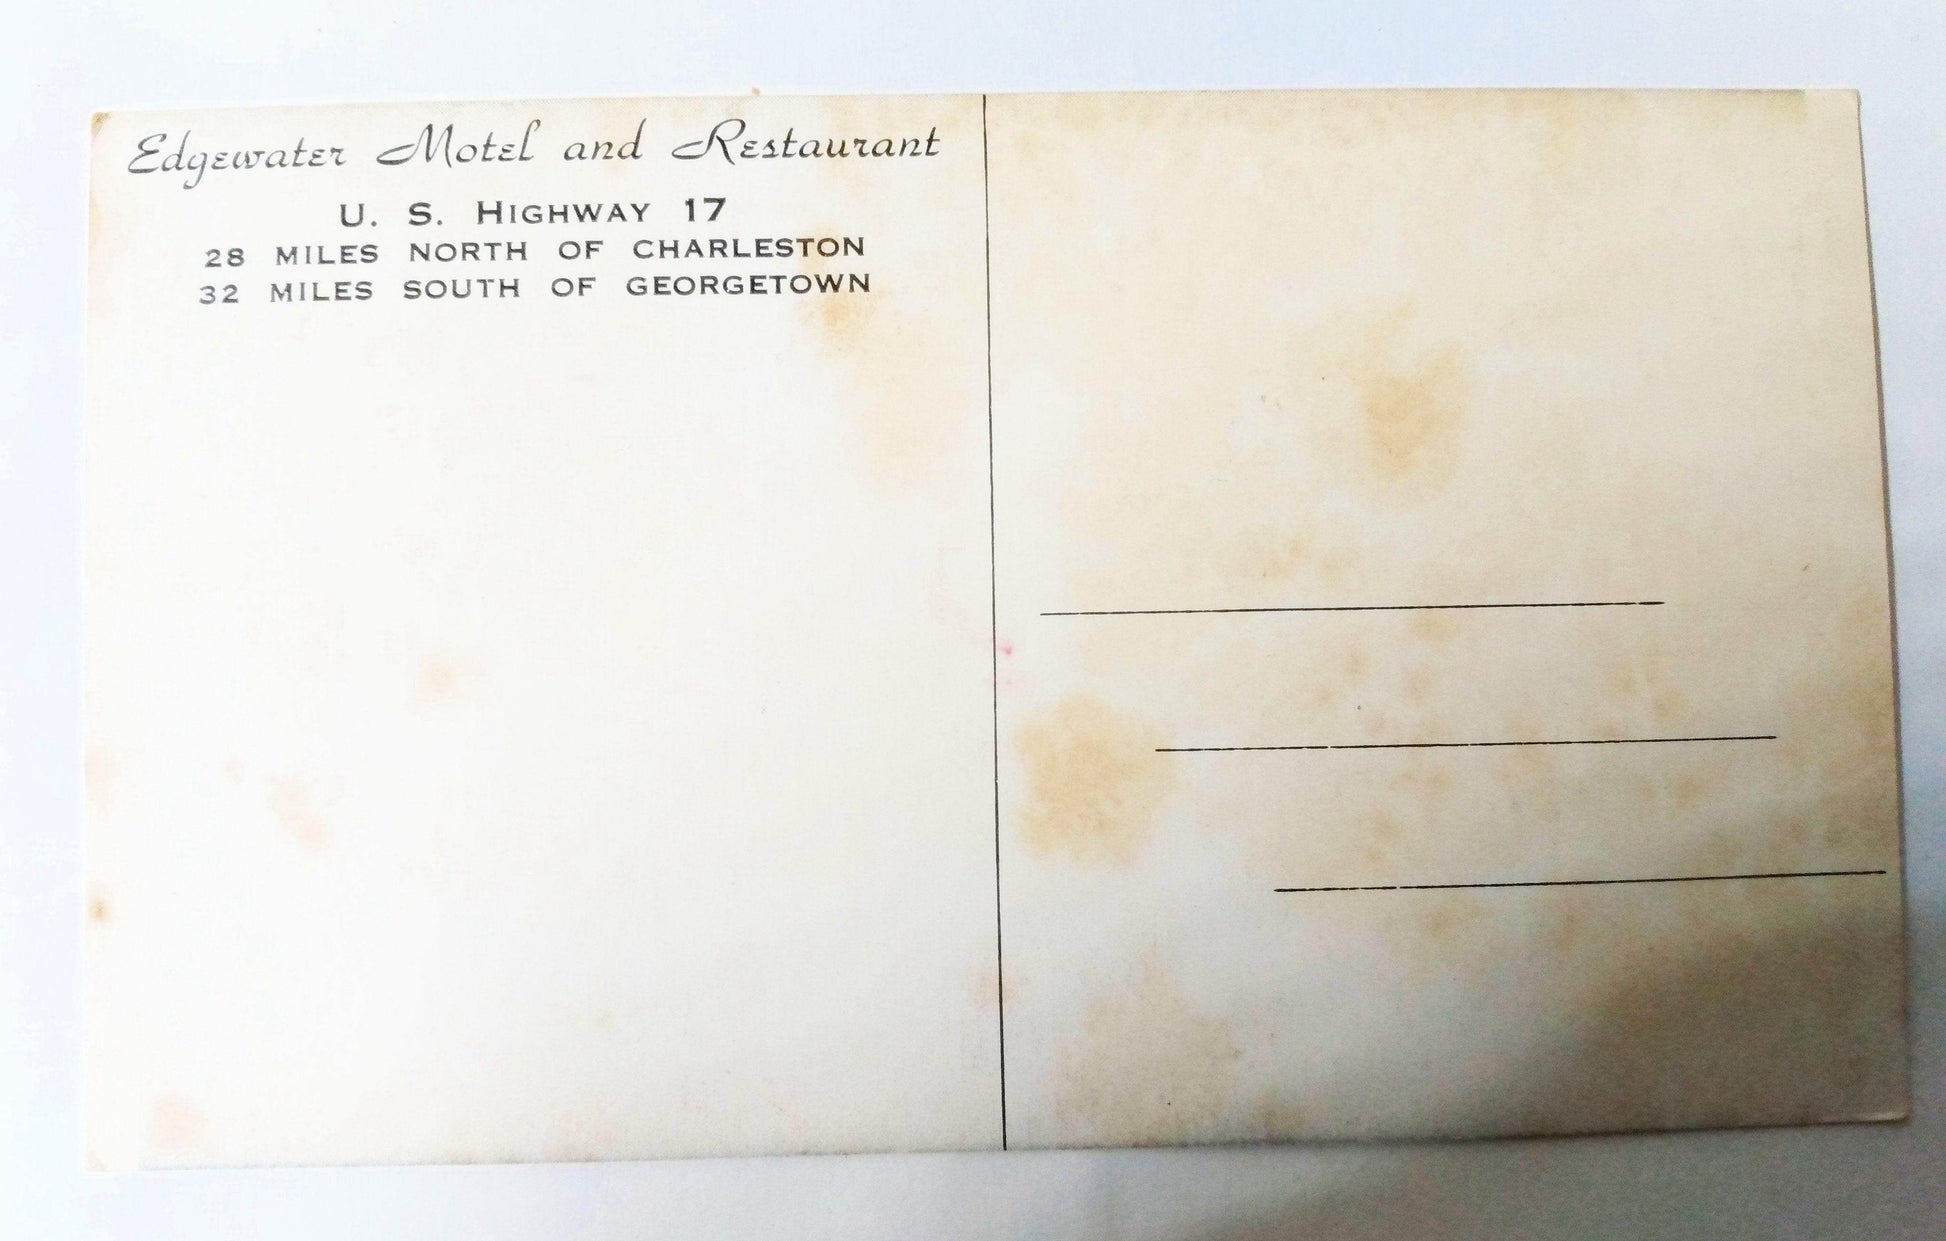 Edgewater Motel and Restaurant
U. S. HIGHWAY 17
28 MILES NORTH OF CHARLESTON
32 MILES SOUTH OF GEORGETOWN